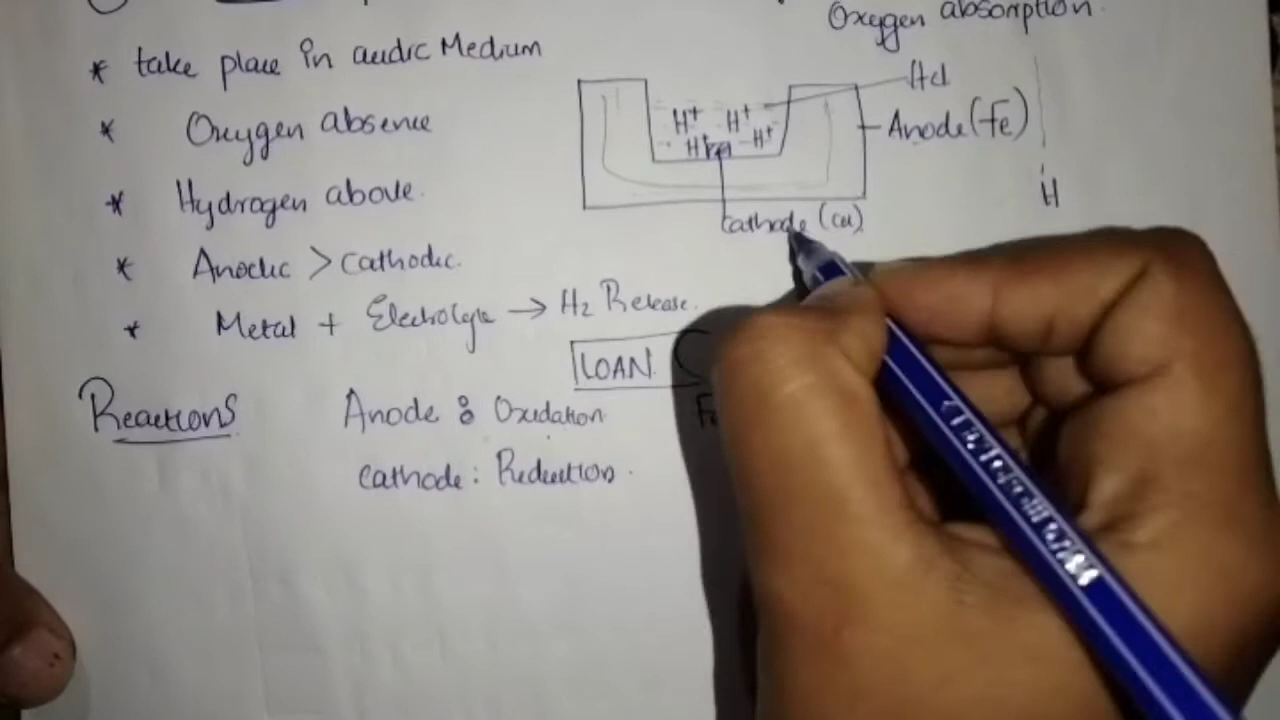 Oxygen absorption.
* take place in acidic Medium
* Oxygen absence
* Hydrogen above.
* Anodic > cathodic.
* Metal + Electrolyte → H2 Release.
HCl
H+ H+
H+ H+
Anode (Fe)
H
Cathode (Cu)
LOAN
Reactions Anode : Oxidation
cathode : Reduction.